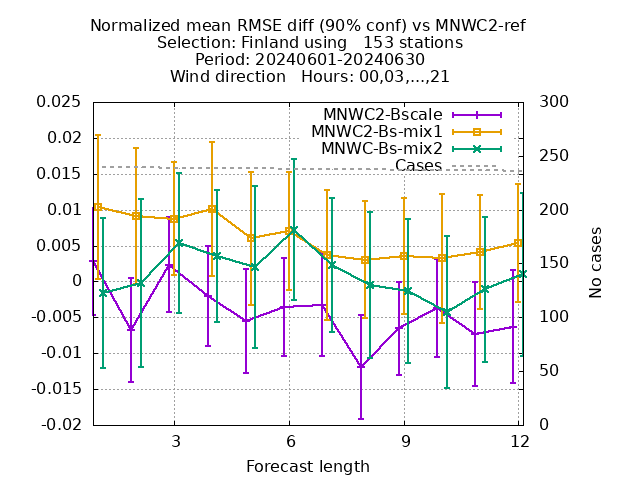 Normalized mean RMSE diff (90% conf) vs MNWC2-ref
Selection: Finland using   153 stations
Period: 20240601-20240630
Wind direction   Hours: 00,03,...,21
MNWC2-Bscale
MNWC2-Bs-mix1
MNWC-Bs-mix2
Cases
0.025
0.02
0.015
0.01
0.005
0
-0.005
-0.01
-0.015
-0.02
300
250
200
150
100
50
0
No cases
3
6
9
12
Forecast length